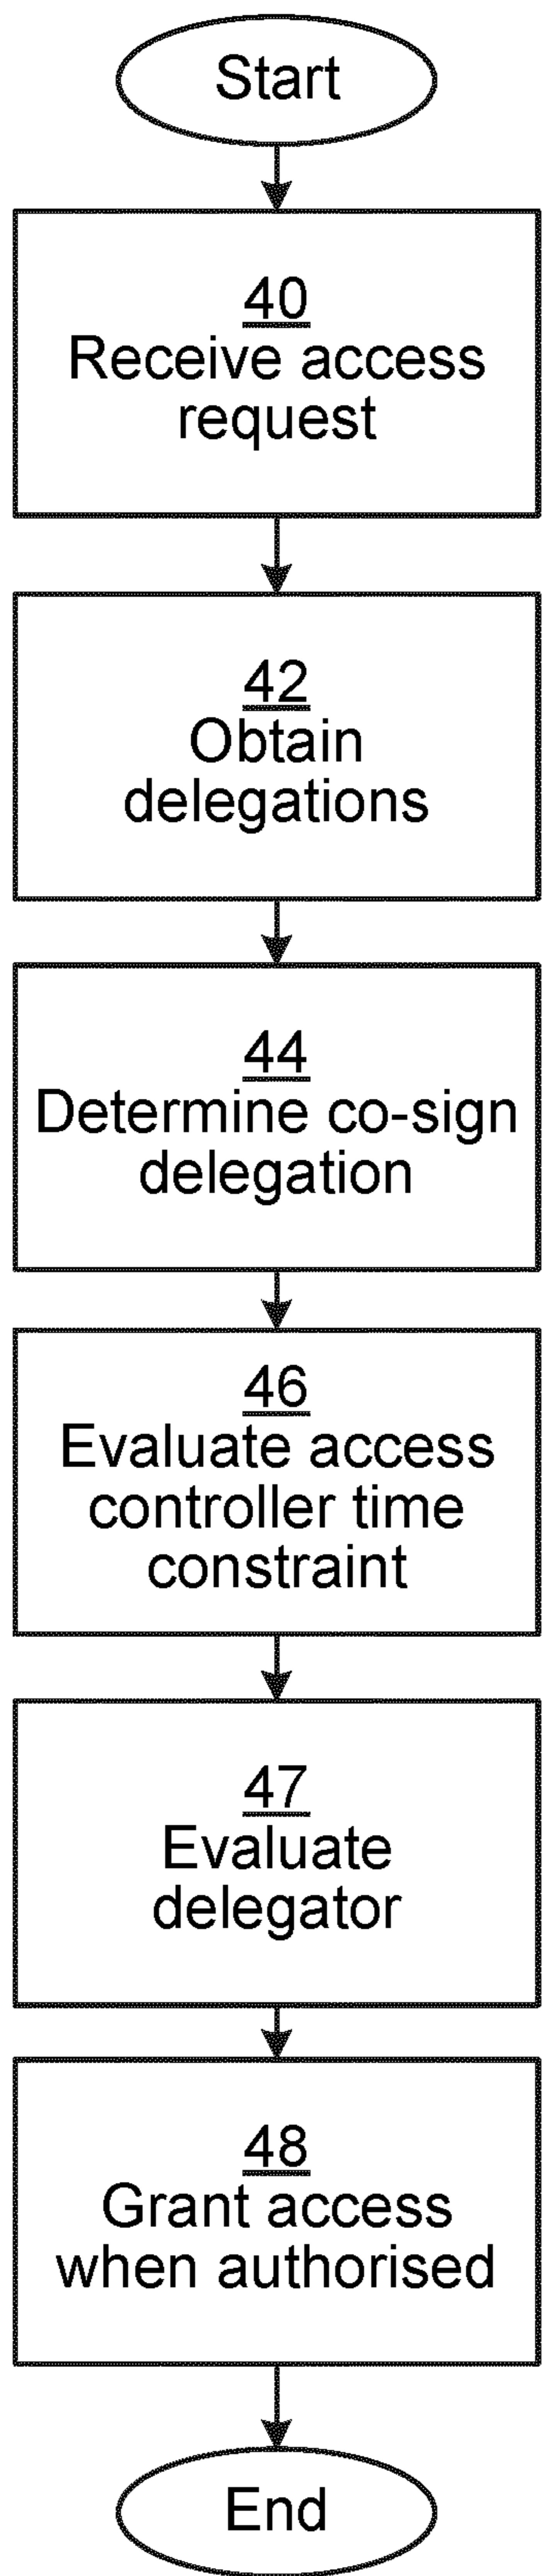 Start
40
Receive access
request
42
Obtain
delegations
44
Determine co-sign
delegation
46
Evaluate access
controller time
constraint
47
Evaluate
delegator
48
Grant access
when authorised
End